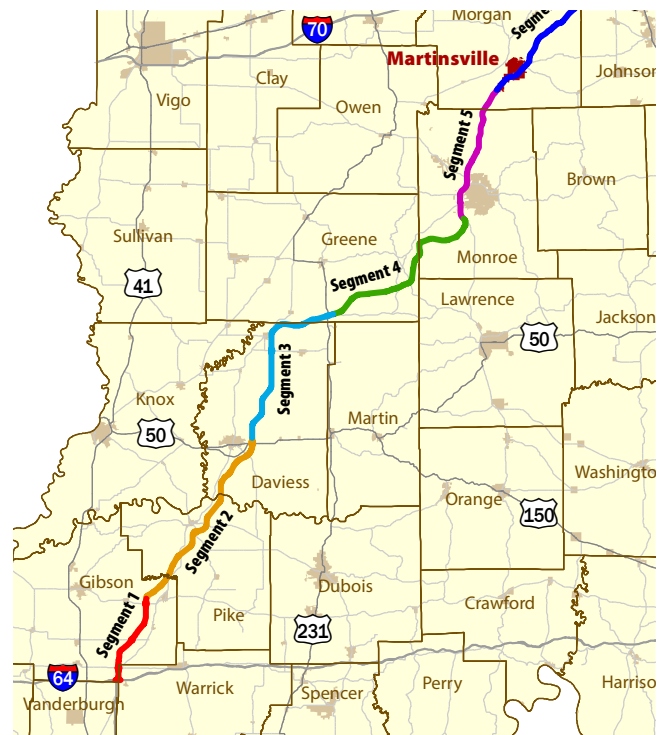 Morgan
Segme
70
Martinsville
Johnson
Clay
Vigo
Owen
Segment 5
Brown
Sullivan
Greene
Monroe
Segment 4
41
Lawrence
Jackson
50
Segment 3
Knox
50
Martin
Washingto
Daviess
Orange
150
Segment 2
Gibson
Dubois
Segment 1
Pike
Crawford
231
64
Warrick
Perry
Harriso
Vanderburgh
Spencer